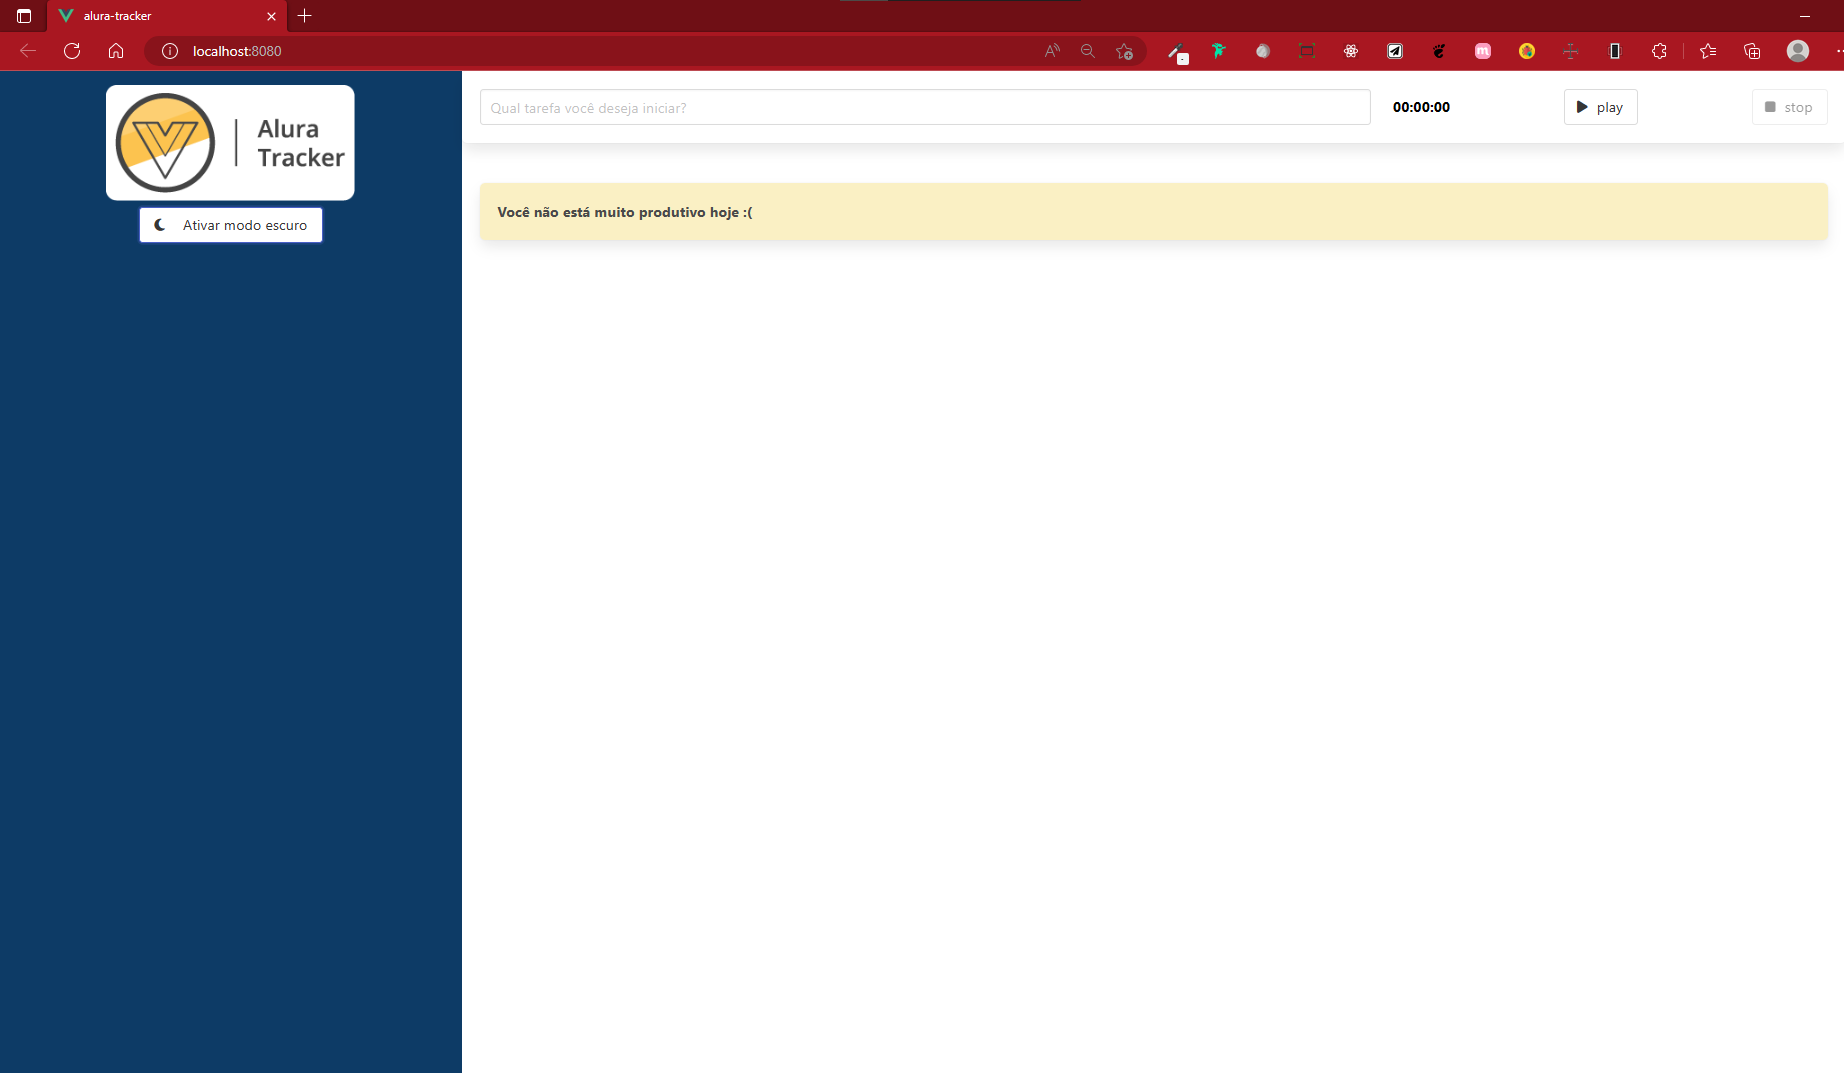 alura-tracker
localhost:8080
Alura
Tracker
Ativar modo escuro
Qual tarefa você deseja iniciar?
00:00:00
play
stop
Você não está muito produtivo hoje :(